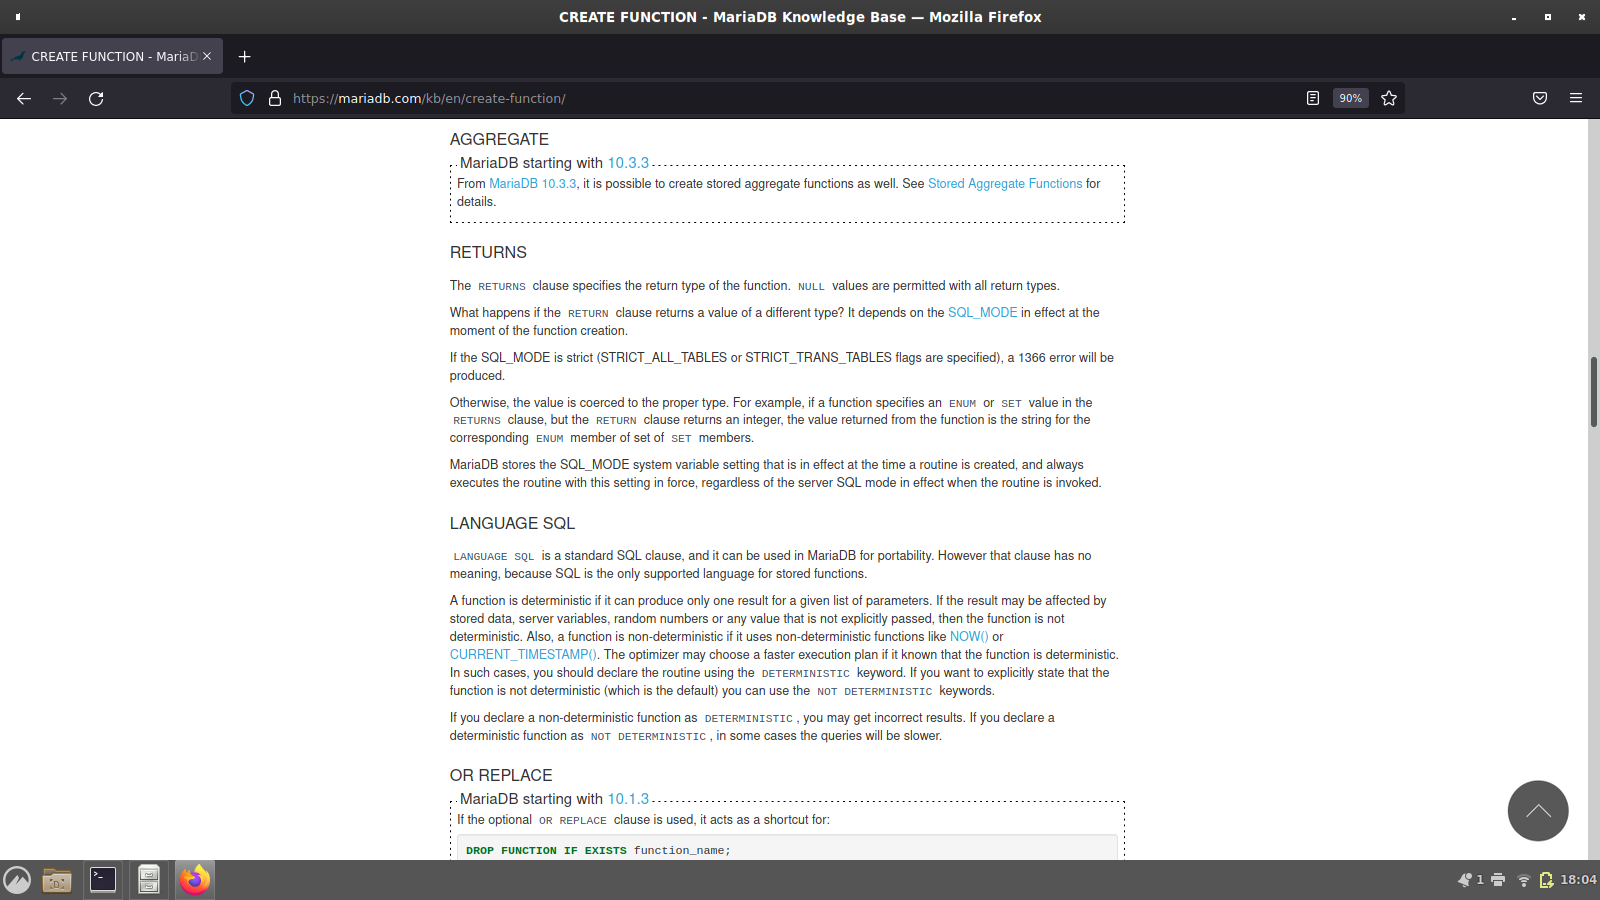 CREATE FUNCTION - MariaDB Knowledge Base — Mozilla Firefox
CREATE FUNCTION - MariaD
https://mariadb.com/kb/en/create-function/
90%
AGGREGATE
MariaDB starting with 10.3.3
From MariaDB 10.3.3, it is possible to create stored aggregate functions as well. See Stored Aggregate Functions for
details.
RETURNS
The RETURNS clause specifies the return type of the function. NULL values are permitted with all return types.
What happens if the RETURN clause returns a value of a different type? It depends on the SQL_MODE in effect at the
moment of the function creation.
If the SQL_MODE is strict (STRICT_ALL_TABLES or STRICT_TRANS_TABLES flags are specified), a 1366 error will be
produced.
Otherwise, the value is coerced to the proper type. For example, if a function specifies an ENUM or SET value in the
RETURNS clause, but the RETURN clause returns an integer, the value returned from the function is the string for the
corresponding ENUM member of set of SET members.
MariaDB stores the SQL_MODE system variable setting that is in effect at the time a routine is created, and always
executes the routine with this setting in force, regardless of the server SQL mode in effect when the routine is invoked.
LANGUAGE SQL
LANGUAGE SQL is a standard SQL clause, and it can be used in MariaDB for portability. However that clause has no
meaning, because SQL is the only supported language for stored functions.
A function is deterministic if it can produce only one result for a given list of parameters. If the result may be affected by
stored data, server variables, random numbers or any value that is not explicitly passed, then the function is not
deterministic. Also, a function is non-deterministic if it uses non-deterministic functions like NOW() or
CURRENT_TIMESTAMP(). The optimizer may choose a faster execution plan if it known that the function is deterministic.
In such cases, you should declare the routine using the DETERMINISTIC keyword. If you want to explicitly state that the
function is not deterministic (which is the default) you can use the NOT DETERMINISTIC keywords.
If you declare a non-deterministic function as DETERMINISTIC, you may get incorrect results. If you declare a
deterministic function as NOT DETERMINISTIC, in some cases the queries will be slower.
OR REPLACE
MariaDB starting with 10.1.3
If the optional OR REPLACE clause is used, it acts as a shortcut for:
DROP FUNCTION IF EXISTS function_name;
1
18:04